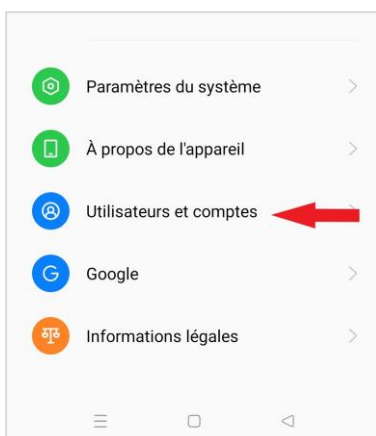 Paramètres du système
À propos de l'appareil
Utilisateurs et comptes
G
Google
Informations légales